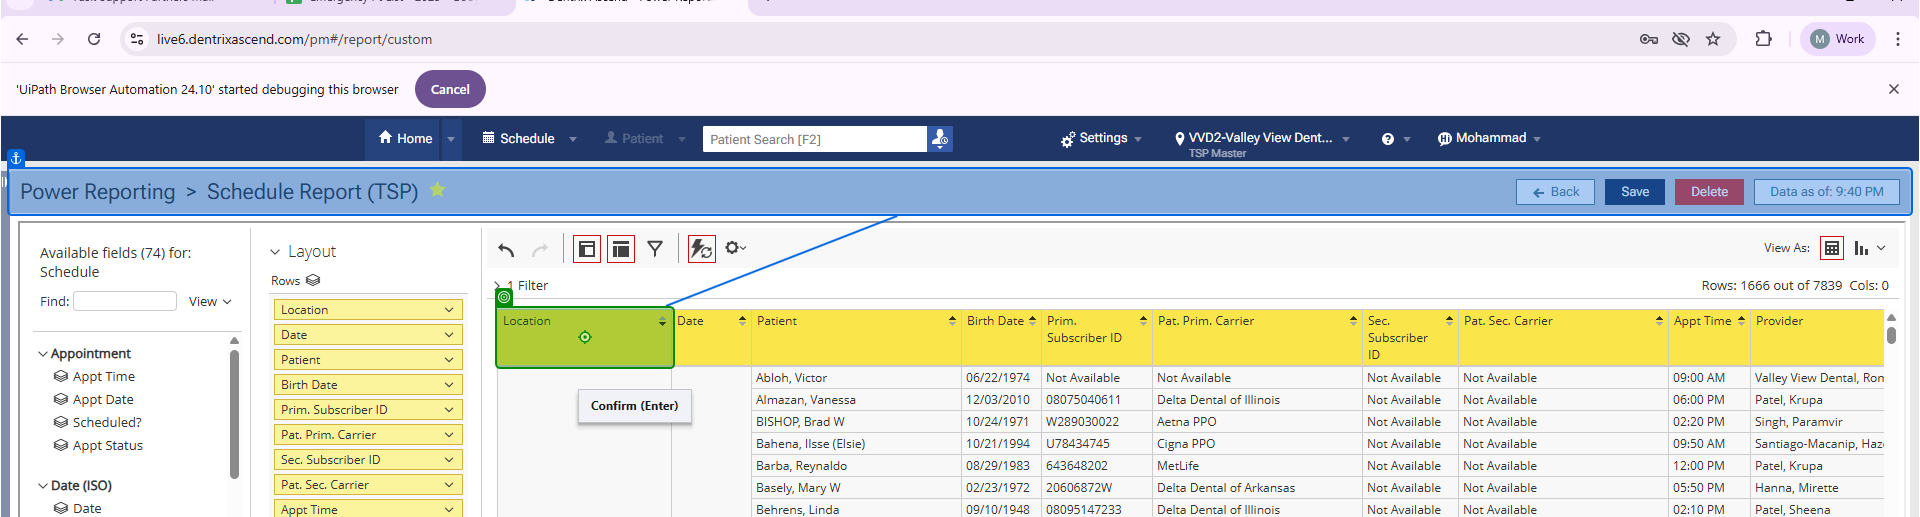 live6.dentrixascend.com/pm#/report/custom
M Work
'UiPath Browser Automation 24.10' started debugging this browser Cancel
Home Schedule Patient Patient Search [F2] Settings VVD2-Valley View Dent... ? Mohammad
TSP Master
Power Reporting > Schedule Report (TSP) Back Save Delete Data as of: 9:40 PM
Available fields (74) for:
Schedule
Find: View
Appointment
Appt Time
Appt Date
Scheduled?
Appt Status
Date (ISO)
Date
Layout
Rows
Location
Date
Patient
Birth Date
Prim. Subscriber ID
Pat. Prim. Carrier
Sec. Subscriber ID
Pat. Sec. Carrier
Appt Time
View As:
1 Filter Rows: 1666 out of 7839 Cols: 0
Location Date Patient Birth Date Prim. Subscriber ID Pat. Prim. Carrier Sec. Subscriber ID Pat. Sec. Carrier Appt Time Provider
Abloh, Victor 06/22/1974 Not Available Not Available Not Available Not Available 09:00 AM Valley View Dental, Rom
Almazan, Vanessa 12/03/2010 08075040611 Delta Dental of Illinois Not Available Not Available 06:00 PM Patel, Krupa
BISHOP, Brad W 10/24/1971 W289030022 Aetna PPO Not Available Not Available 02:20 PM Singh, Paramvir
Bahena, Ilsse (Elsie) 10/21/1994 U78434745 Cigna PPO Not Available Not Available 09:50 AM Santiago-Macanip, Haz
Barba, Reynaldo 08/29/1983 643648202 MetLife Not Available Not Available 12:00 PM Patel, Krupa
Basely, Mary W 02/23/1972 20606872W Delta Dental of Arkansas Not Available Not Available 05:50 PM Hanna, Mirette
Behrens, Linda 09/10/1948 08095147233 Delta Dental of Illinois Not Available Not Available 02:10 PM Patel, Sheena
Confirm (Enter)